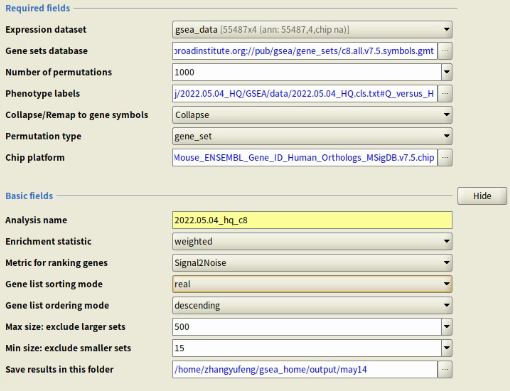 Required fields
Expression dataset gsea_data [55487x4 (ann: 55487,4,chip na)]
Gene sets database broadinstitute.org://pub/gsea/gene_sets/c8.all.v7.5.symbols.gmt ...
Number of permutations 1000
Phenotype labels j/2022.05.04_HQ/GSEA/data/2022.05.04_HQ.cls.txt#Q_versus_H ...
Collapse/Remap to gene symbols Collapse
Permutation type gene_set
Chip platform Mouse_ENSEMBL_Gene_ID_Human_Orthologs_MSigDB.v7.5.chip ...
Basic fields Hide
Analysis name 2022.05.04_hq_c8
Enrichment statistic weighted
Metric for ranking genes Signal2Noise
Gene list sorting mode real
Gene list ordering mode descending
Max size: exclude larger sets 500
Min size: exclude smaller sets 15
Save results in this folder /home/zhangyufeng/gsea_home/output/may14 ...